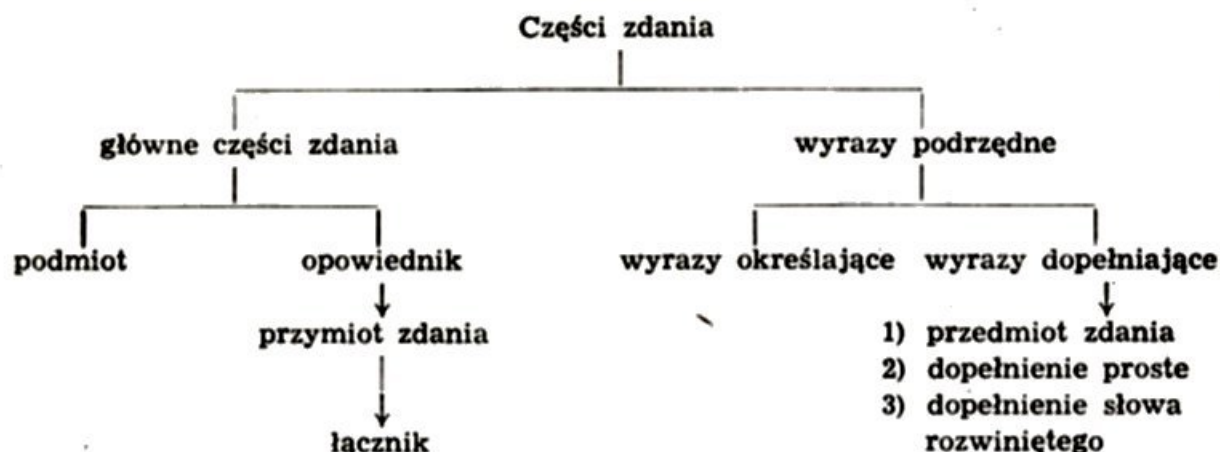 Części zdania
główne części zdania wyrazy podrzędne
podmiot opowiednik wyrazy określające wyrazy dopełniające
przymiot zdania 1) przedmiot zdania
2) dopełnienie proste
3) dopełnienie słowa
łącznik rozwiniętego